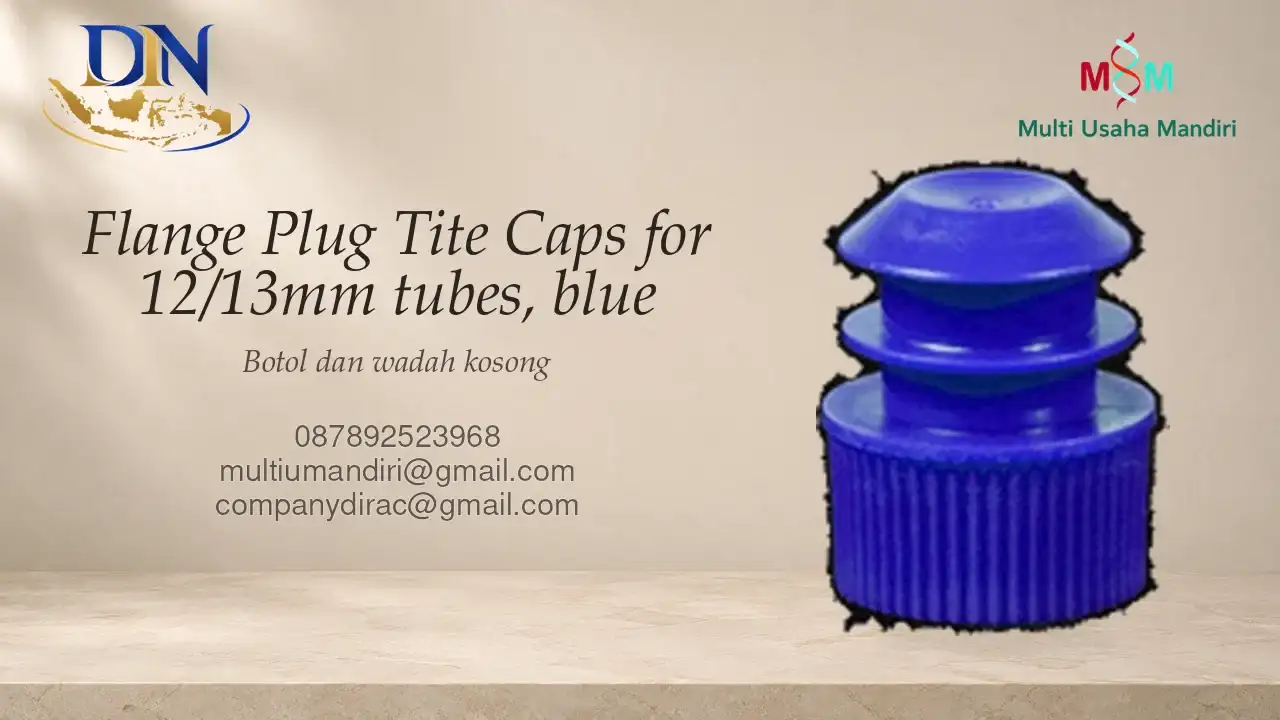 DN
MSM
Multi Usaha Mandiri
Flange Plug Tite Caps for
12/13mm tubes, blue
Botol dan wadah kosong
087892523968
multiumandiri@gmail.com
companydirac@gmail.com